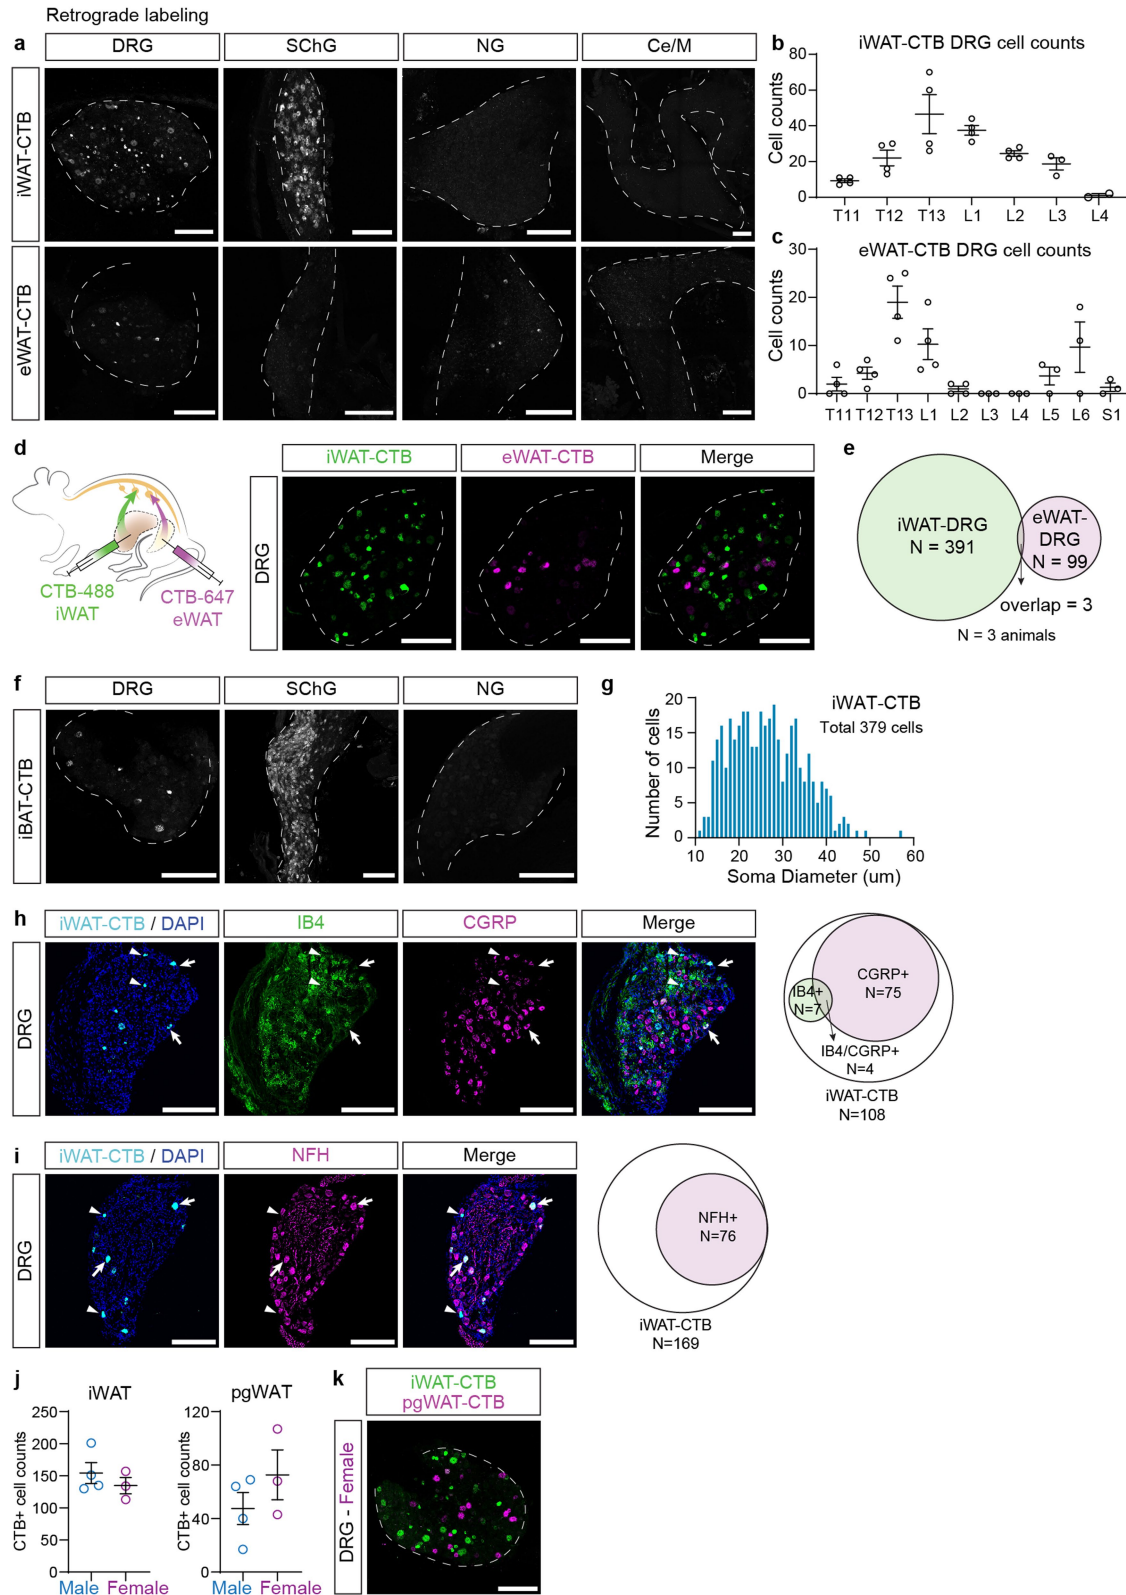 Retrograde labeling
a
DRG
SChG
NG
Ce/M
iWAT-CTB
eWAT-CTB
b
iWAT-CTB DRG cell counts
Cell counts
80
60
40
20
0
T11 T12 T13 L1 L2 L3 L4
c
eWAT-CTB DRG cell counts
Cell counts
30
20
10
0
T11 T12 T13 L1 L2 L3 L4 L5 L6 S1
d
CTB-488
iWAT
CTB-647
eWAT
DRG
iWAT-CTB
eWAT-CTB
Merge
e
iWAT-DRG
N = 391
eWAT-
DRG
N = 99
overlap = 3
N = 3 animals
f
DRG
SChG
NG
iBAT-CTB
g
iWAT-CTB
Total 379 cells
Number of cells
20
15
10
5
0
10 20 30 40 50 60
Soma Diameter (um)
h
iWAT-CTB / DAPI
IB4
CGRP
Merge
DRG
CGRP+
N=75
IB4+
N=7
IB4/CGRP+
N=4
iWAT-CTB
N=108
i
iWAT-CTB / DAPI
NFH
Merge
DRG
NFH+
N=76
iWAT-CTB
N=169
j
iWAT
CTB+ cell counts
250
200
150
100
50
0
Male Female
pgWAT
CTB+ cell counts
120
80
40
0
Male Female
k
iWAT-CTB
pgWAT-CTB
DRG - Female